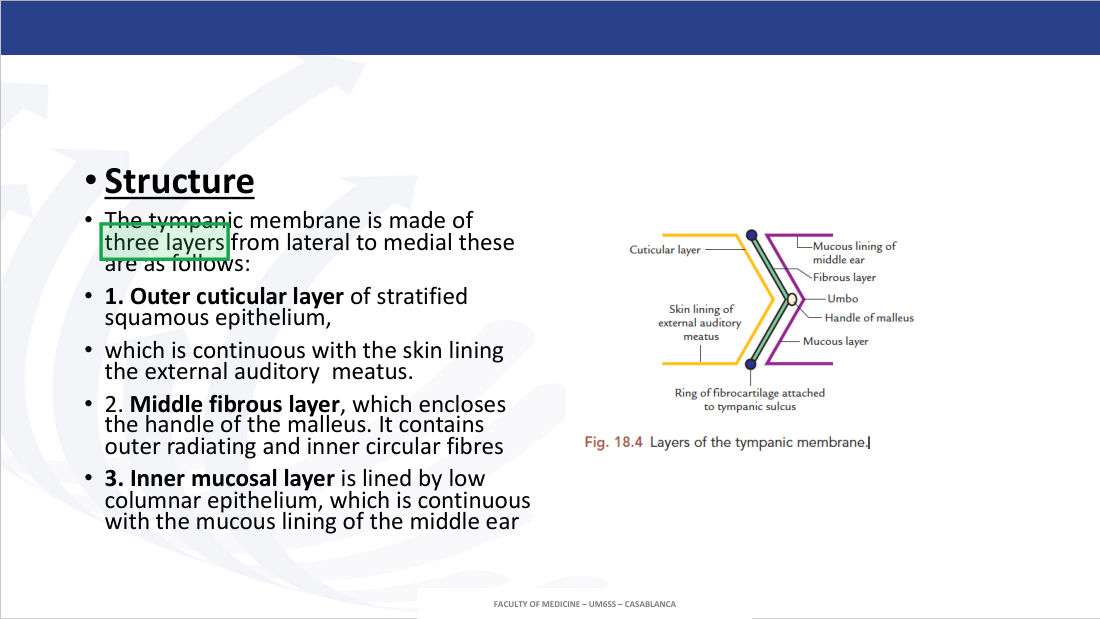 • Structure
• The tympanic membrane is made of
three layers from lateral to medial these
are as follows:
• 1. Outer cuticular layer of stratified
squamous epithelium,
• which is continuous with the skin lining
the external auditory  meatus.
• 2. Middle fibrous layer, which encloses
the handle of the malleus. It contains
outer radiating and inner circular fibres
• 3. Inner mucosal layer is lined by low
columnar epithelium, which is continuous
with the mucous lining of the middle ear
Cuticular layer
Skin lining of
external auditory
meatus
Mucous lining of
middle ear
Fibrous layer
Umbo
Handle of malleus
Mucous layer
Ring of fibrocartilage attached
to tympanic sulcus
Fig. 18.4 Layers of the tympanic membrane.
FACULTY OF MEDICINE – UM6SS – CASABLANCA